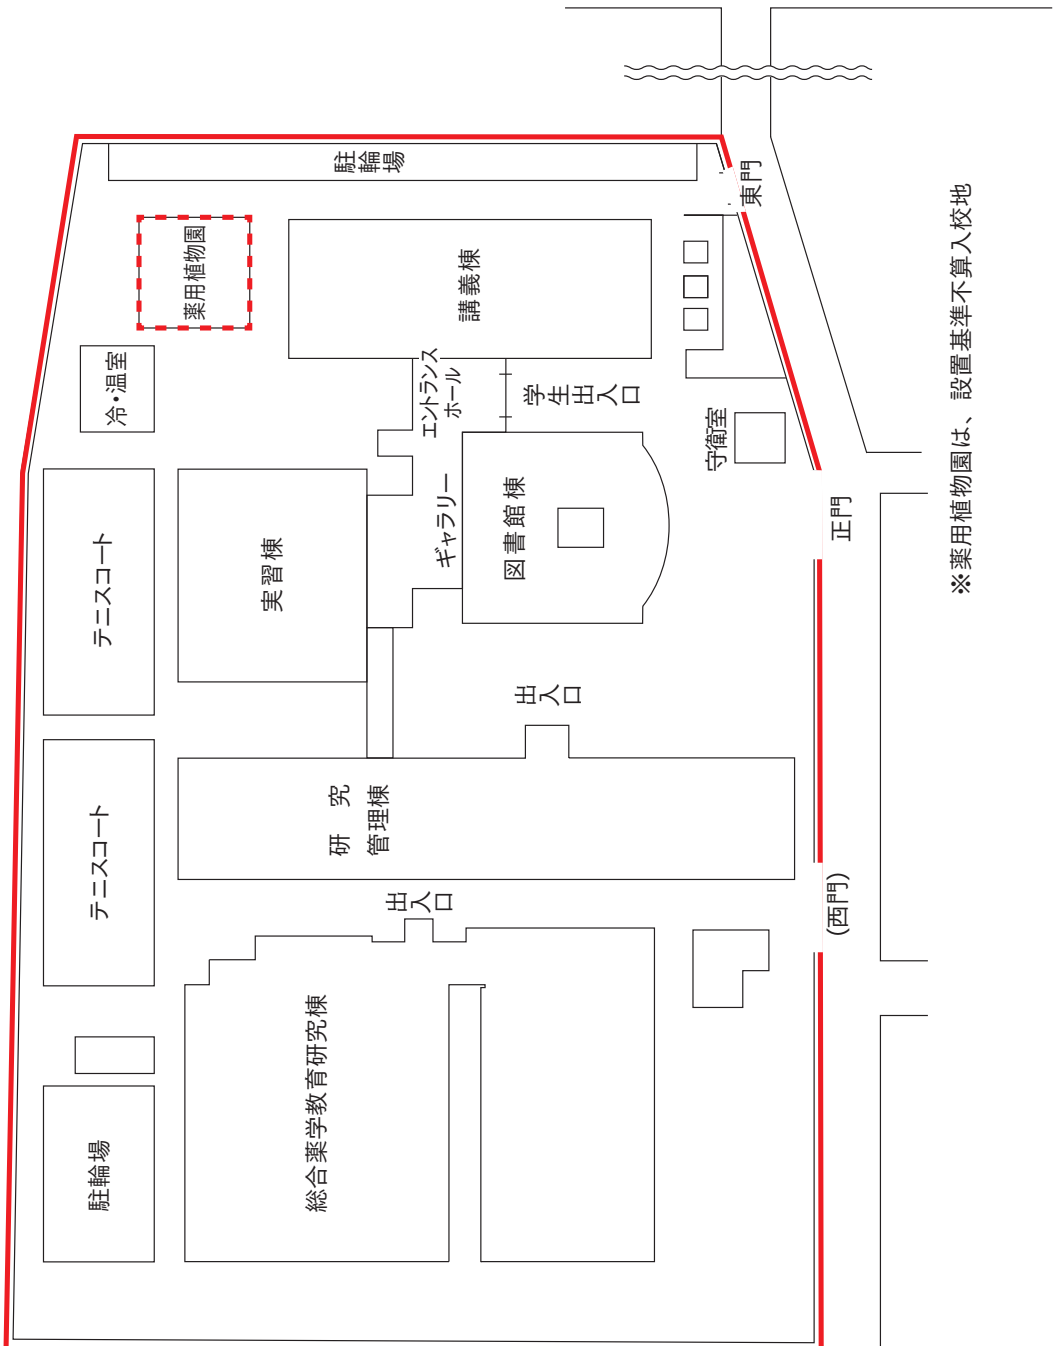 駐輪場
東門
薬用植物園
講義棟
冷・温室
エントランス
ホール
学生出入口
守衛室
テニスコート
実習棟
ギャラリー
図書館棟
正門
出入口
テニスコート
研究
管理棟
出入口
(西門)
駐輪場
総合薬学教育研究棟
※薬用植物園は、設置基準不算入校地